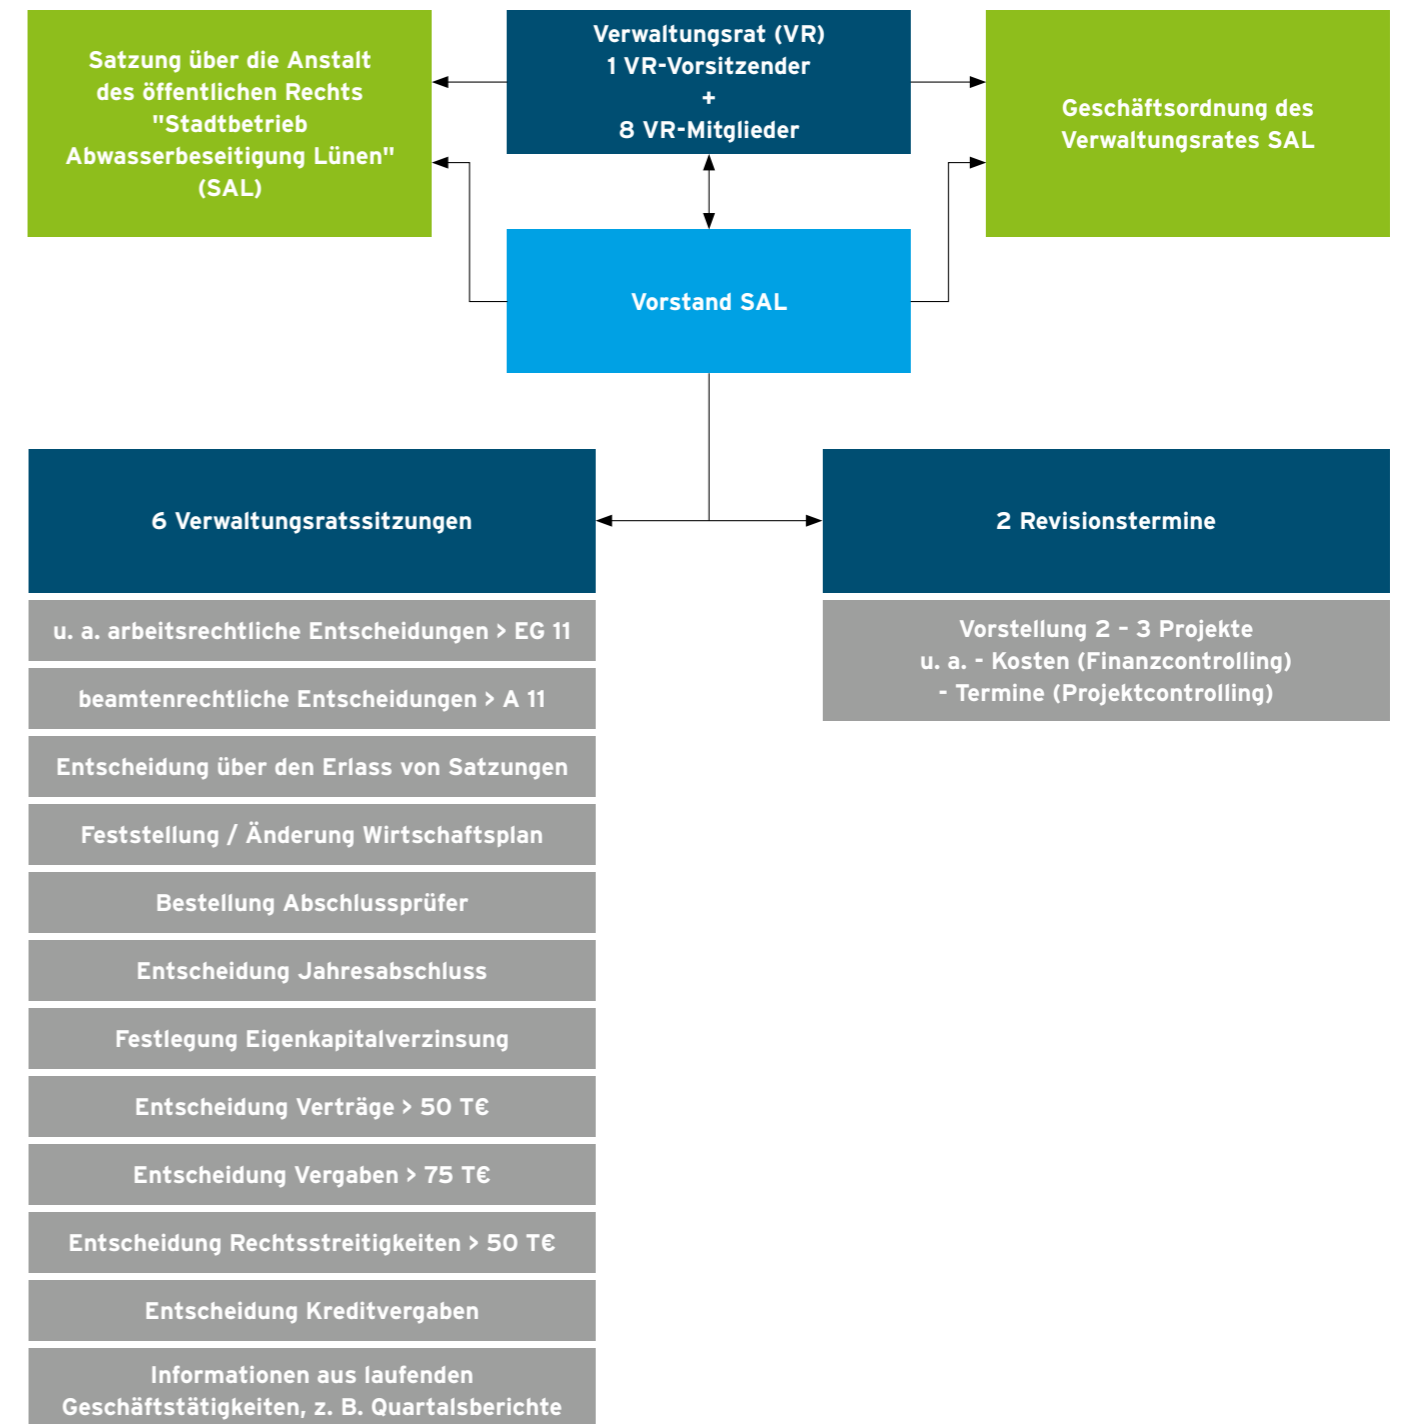 Satzung über die Anstalt
des öffentlichen Rechts
"Stadtbetrieb
Abwasserbeseitigung Lünen"
(SAL)
Verwaltungsrat (VR)
1 VR-Vorsitzender
+
8 VR-Mitglieder
Geschäftsordnung des
Verwaltungsrates SAL
Vorstand SAL
6 Verwaltungsratssitzungen
u. a. arbeitsrechtliche Entscheidungen > EG 11
beamtenrechtliche Entscheidungen > A 11
Entscheidung über den Erlass von Satzungen
Feststellung / Änderung Wirtschaftsplan
Bestellung Abschlussprüfer
Entscheidung Jahresabschluss
Festlegung Eigenkapitalverzinsung
Entscheidung Verträge > 50 T€
Entscheidung Vergaben > 75 T€
Entscheidung Rechtsstreitigkeiten > 50 T€
Entscheidung Kreditvergaben
Informationen aus laufenden
Geschäftstätigkeiten, z. B. Quartalsberichte
2 Revisionstermine
Vorstellung 2 – 3 Projekte
u. a. - Kosten (Finanzcontrolling)
- Termine (Projektcontrolling)